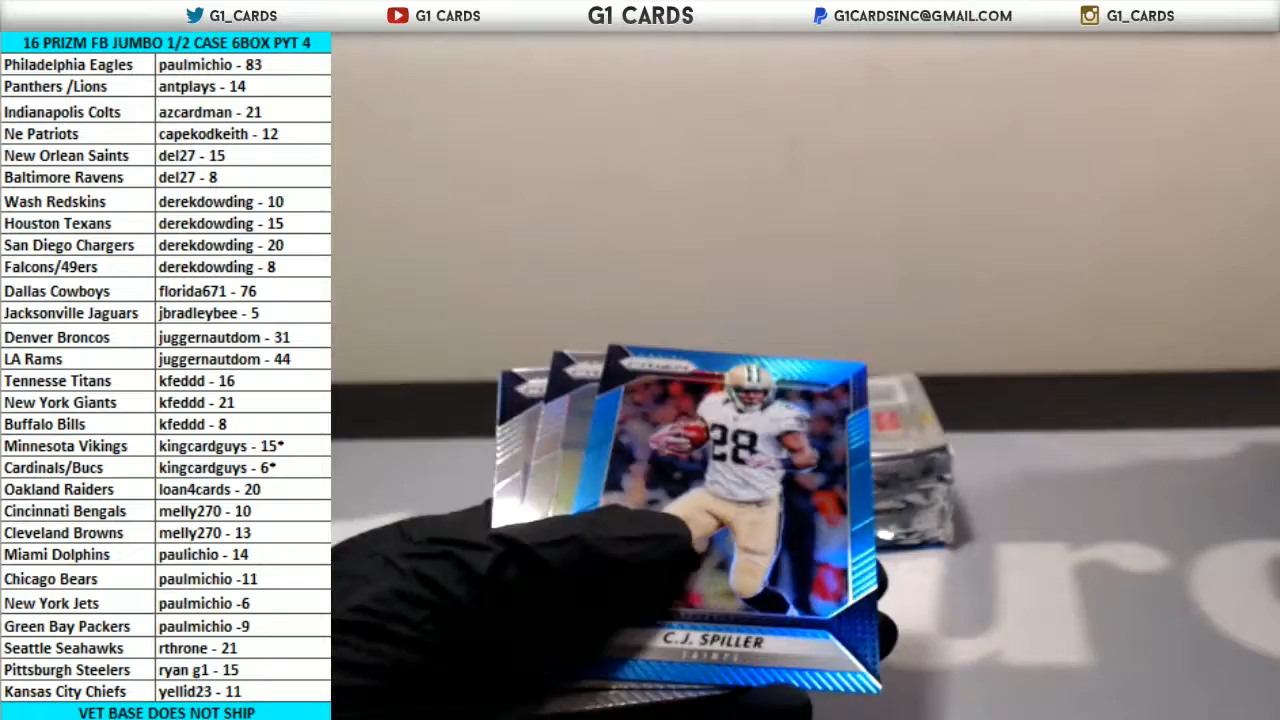 G1_CARDS G1 CARDS G1 CARDS G1CARDSINC@GMAIL.COM G1_CARDS
16 PRIZM FB JUMBO 1/2 CASE 6BOX PYT 4
Philadelphia Eagles paulmichio - 83
Panthers /Lions antplays - 14
Indianapolis Colts azcardman - 21
Ne Patriots capekodkeith - 12
New Orlean Saints del27 - 15
Baltimore Ravens del27 - 8
Wash Redskins derekdowding - 10
Houston Texans derekdowding - 15
San Diego Chargers derekdowding - 20
Falcons/49ers derekdowding - 8
Dallas Cowboys florida671 - 76
Jacksonville Jaguars jbradleybee - 5
Denver Broncos juggernautdom - 31
LA Rams juggernautdom - 44
Tennesse Titans kfeddd - 16
New York Giants kfeddd - 21
Buffalo Bills kfeddd - 8
Minnesota Vikings kingcardguys - 15*
Cardinals/Bucs kingcardguys - 6*
Oakland Raiders loan4cards - 20
Cincinnati Bengals melly270 - 10
Cleveland Browns melly270 - 13
Miami Dolphins paulichio - 14
Chicago Bears paulmichio -11
New York Jets paulmichio -6
Green Bay Packers paulmichio -9
Seattle Seahawks rthrone - 21
Pittsburgh Steelers ryan g1 - 15
Kansas City Chiefs yellid23 - 11
VET BASE DOES NOT SHIP
28
C.J. SPILLER
SAINTS